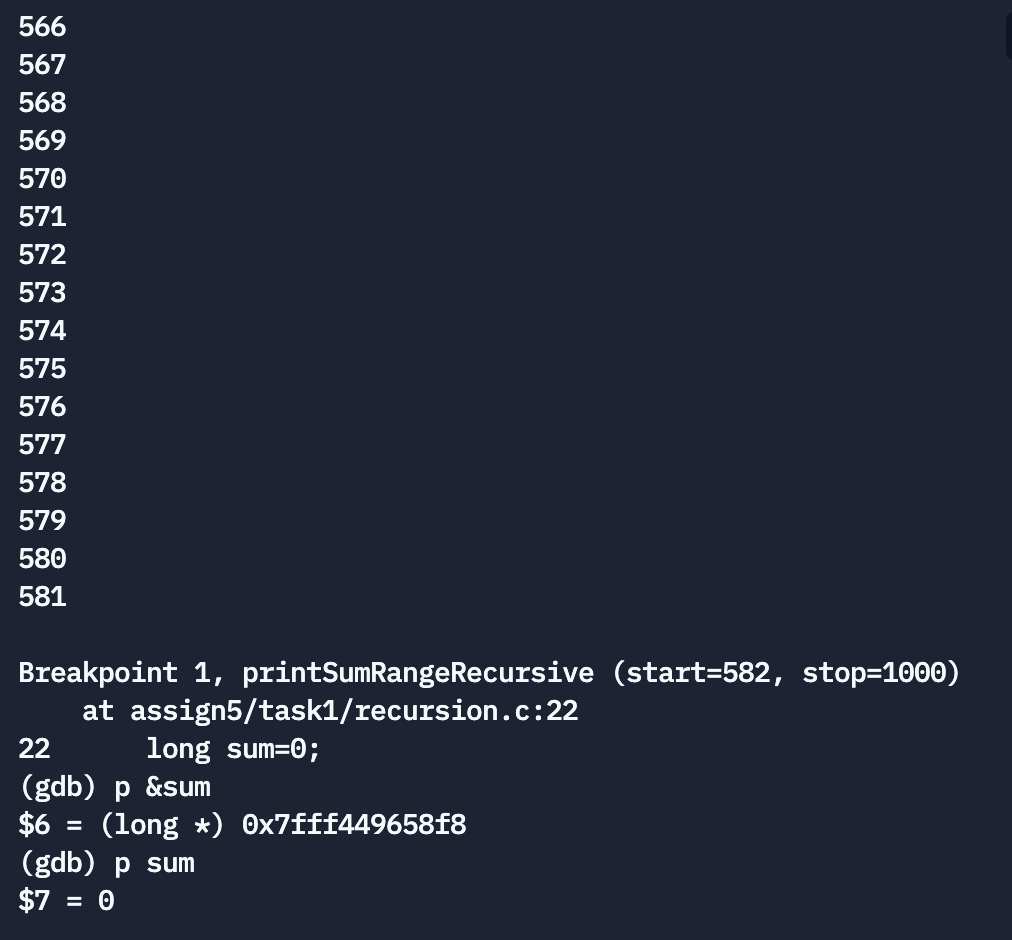 566
567
568
569
570
571
572
573
574
575
576
577
578
579
580
581
Breakpoint 1, printSumRangeRecursive (start=582, stop=1000)
    at assign5/task1/recursion.c:22
22      long sum=0;
(gdb) p &sum
$6 = (long *) 0x7fff449658f8
(gdb) p sum
$7 = 0